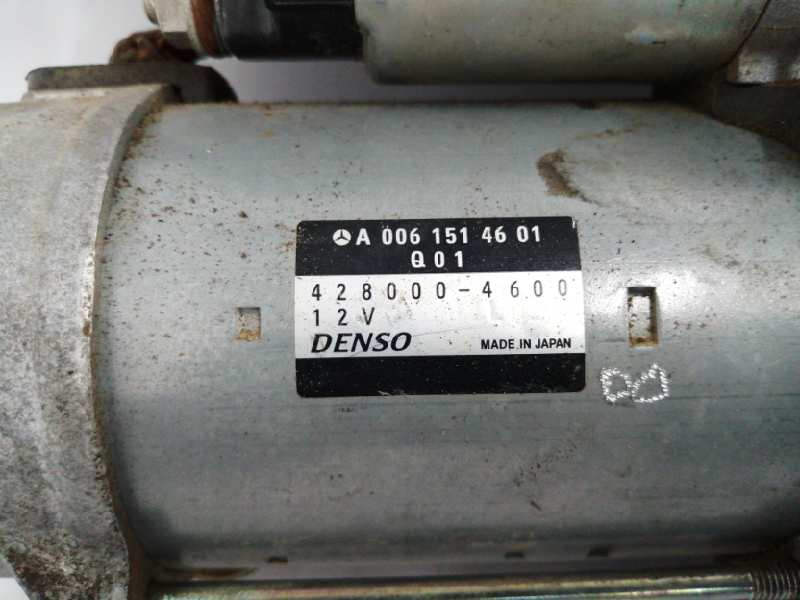 A 006 151 46 01
Q01
428000-4600
12V
DENSO MADE IN JAPAN